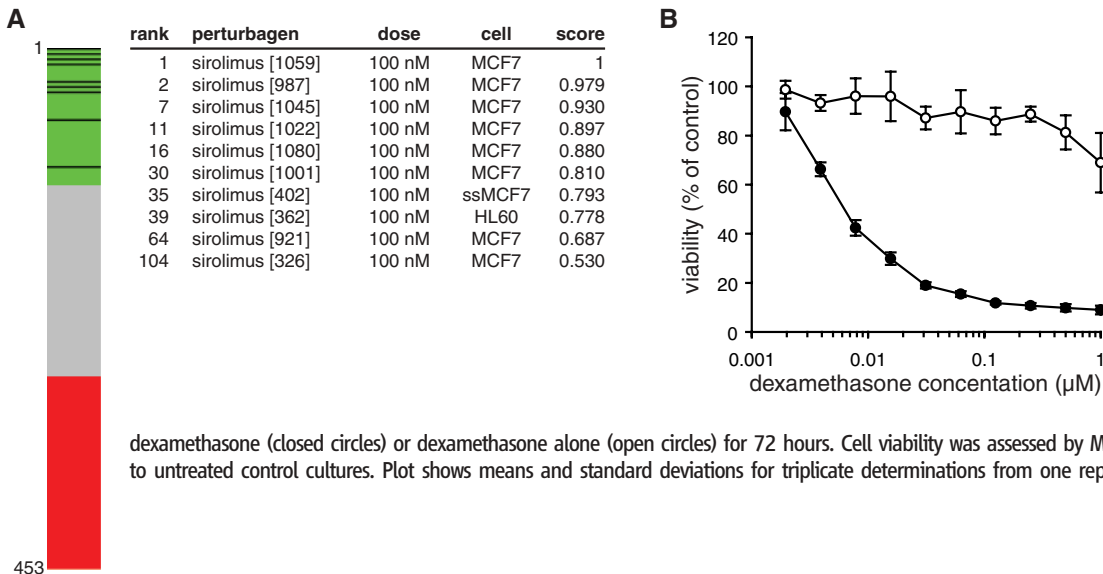 A
1
453
rank perturbagen dose cell score
1 sirolimus [1059] 100 nM MCF7 1
2 sirolimus [987] 100 nM MCF7 0.979
7 sirolimus [1045] 100 nM MCF7 0.930
11 sirolimus [1022] 100 nM MCF7 0.897
16 sirolimus [1080] 100 nM MCF7 0.880
30 sirolimus [1001] 100 nM MCF7 0.810
35 sirolimus [402] 100 nM ssMCF7 0.793
39 sirolimus [362] 100 nM HL60 0.778
64 sirolimus [921] 100 nM MCF7 0.687
104 sirolimus [326] 100 nM MCF7 0.530
B
viability (% of control)
120
100
80
60
40
20
0
0.001 0.01 0.1 1
dexamethasone concentation (µM)
dexamethasone (closed circles) or dexamethasone alone (open circles) for 72 hours. Cell viability was assessed by M
to untreated control cultures. Plot shows means and standard deviations for triplicate determinations from one rep